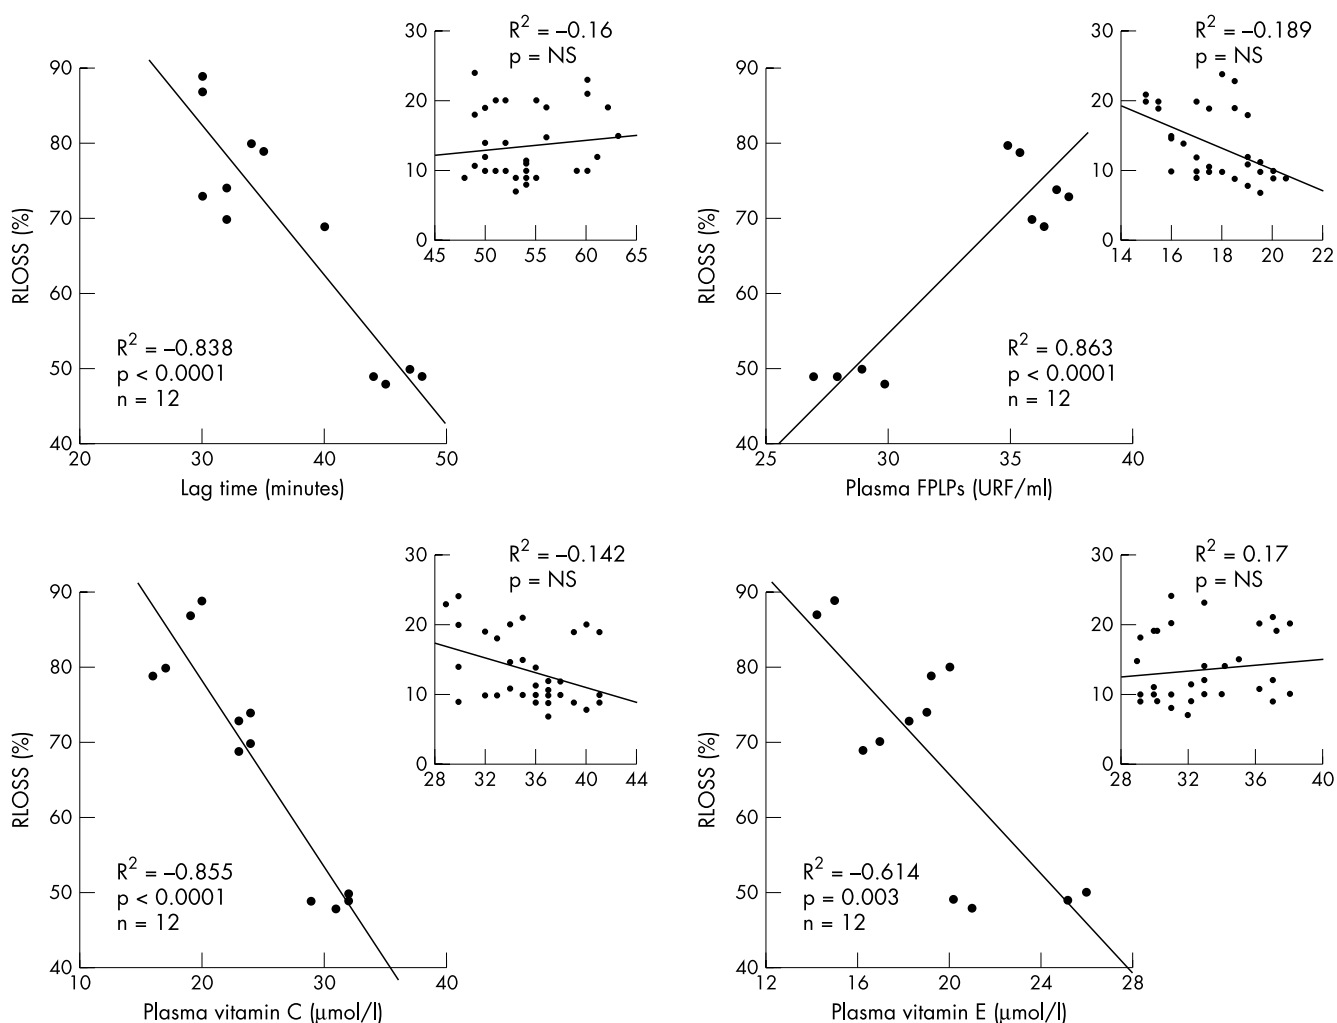 R² = –0.16
p = NS
30
20
10
0
45 50 55 60 65
90
80
70
60
50
40
RLOSS (%)
R² = –0.838
p < 0.0001
n = 12
20 30 40 50
Lag time (minutes)
R² = –0.189
p = NS
30
20
10
0
14 16 18 20 22
90
80
70
60
50
40
RLOSS (%)
R² = 0.863
p < 0.0001
n = 12
25 30 35 40
Plasma FPLPs (URF/ml)
R² = –0.142
p = NS
30
20
10
0
28 32 36 40 44
90
80
70
60
50
40
RLOSS (%)
R² = –0.855
p < 0.0001
n = 12
10 20 30 40
Plasma vitamin C (μmol/l)
R² = 0.17
p = NS
30
20
10
0
28 32 36 40
90
80
70
60
50
40
RLOSS (%)
R² = –0.614
p = 0.003
n = 12
12 16 20 24 28
Plasma vitamin E (μmol/l)